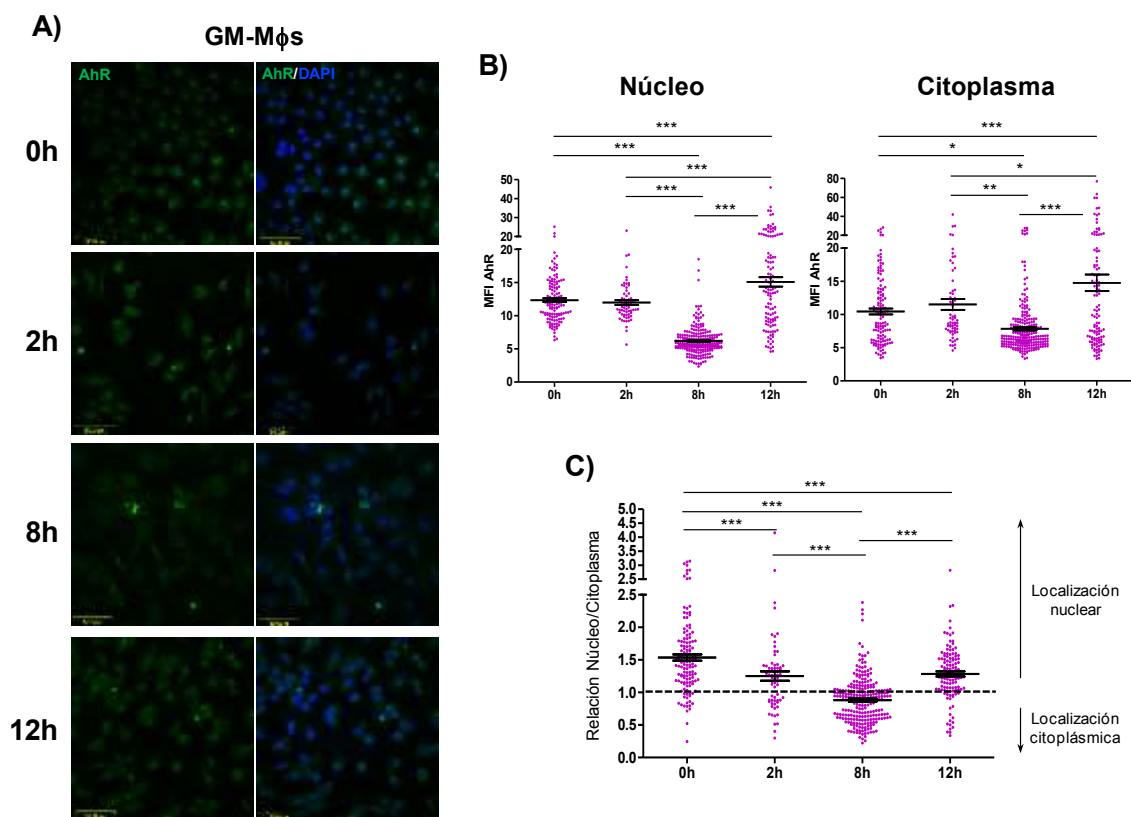 A)
GM-Mϕs
AhR
AhR/DAPI
0h
2h
8h
12h
B)
Núcleo
***
***
***
***
***
MFI AhR
50
40
30
20
20
15
10
5
0
0h
2h
8h
12h
Citoplasma
***
*
*
**
***
MFI AhR
80
60
40
20
20
15
10
5
0
0h
2h
8h
12h
C)
***
***
***
***
***
Relación Núcleo/Citoplasma
5.0
4.5
4.0
3.5
3.0
2.5
2.5
2.0
1.5
1.0
0.5
0.0
0h
2h
8h
12h
Localización
nuclear
Localización
citoplásmica